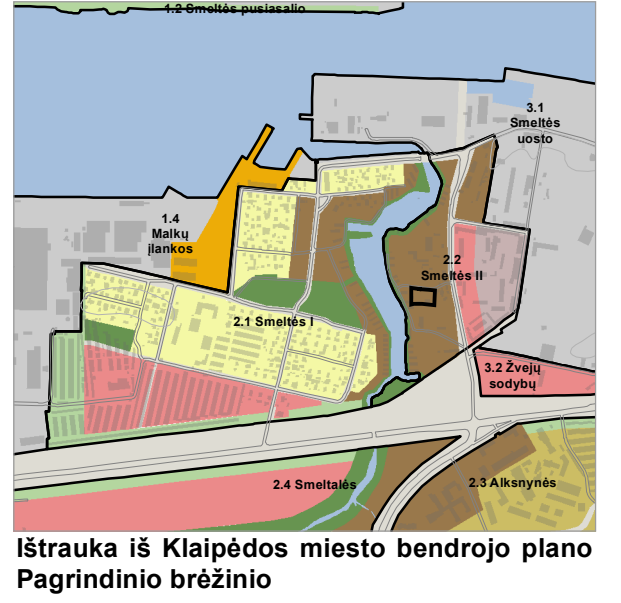 1.2 Smeltės pusiasalio
3.1
Smeltės
uosto
1.4
Malkų
įlankos
2.2
Smeltės II
2.1 Smeltės I
3.2 Žvejų
sodybų
2.4 Smeltalės
2.3 Alksnynės
Ištrauka iš Klaipėdos miesto bendrojo plano
Pagrindinio brėžinio